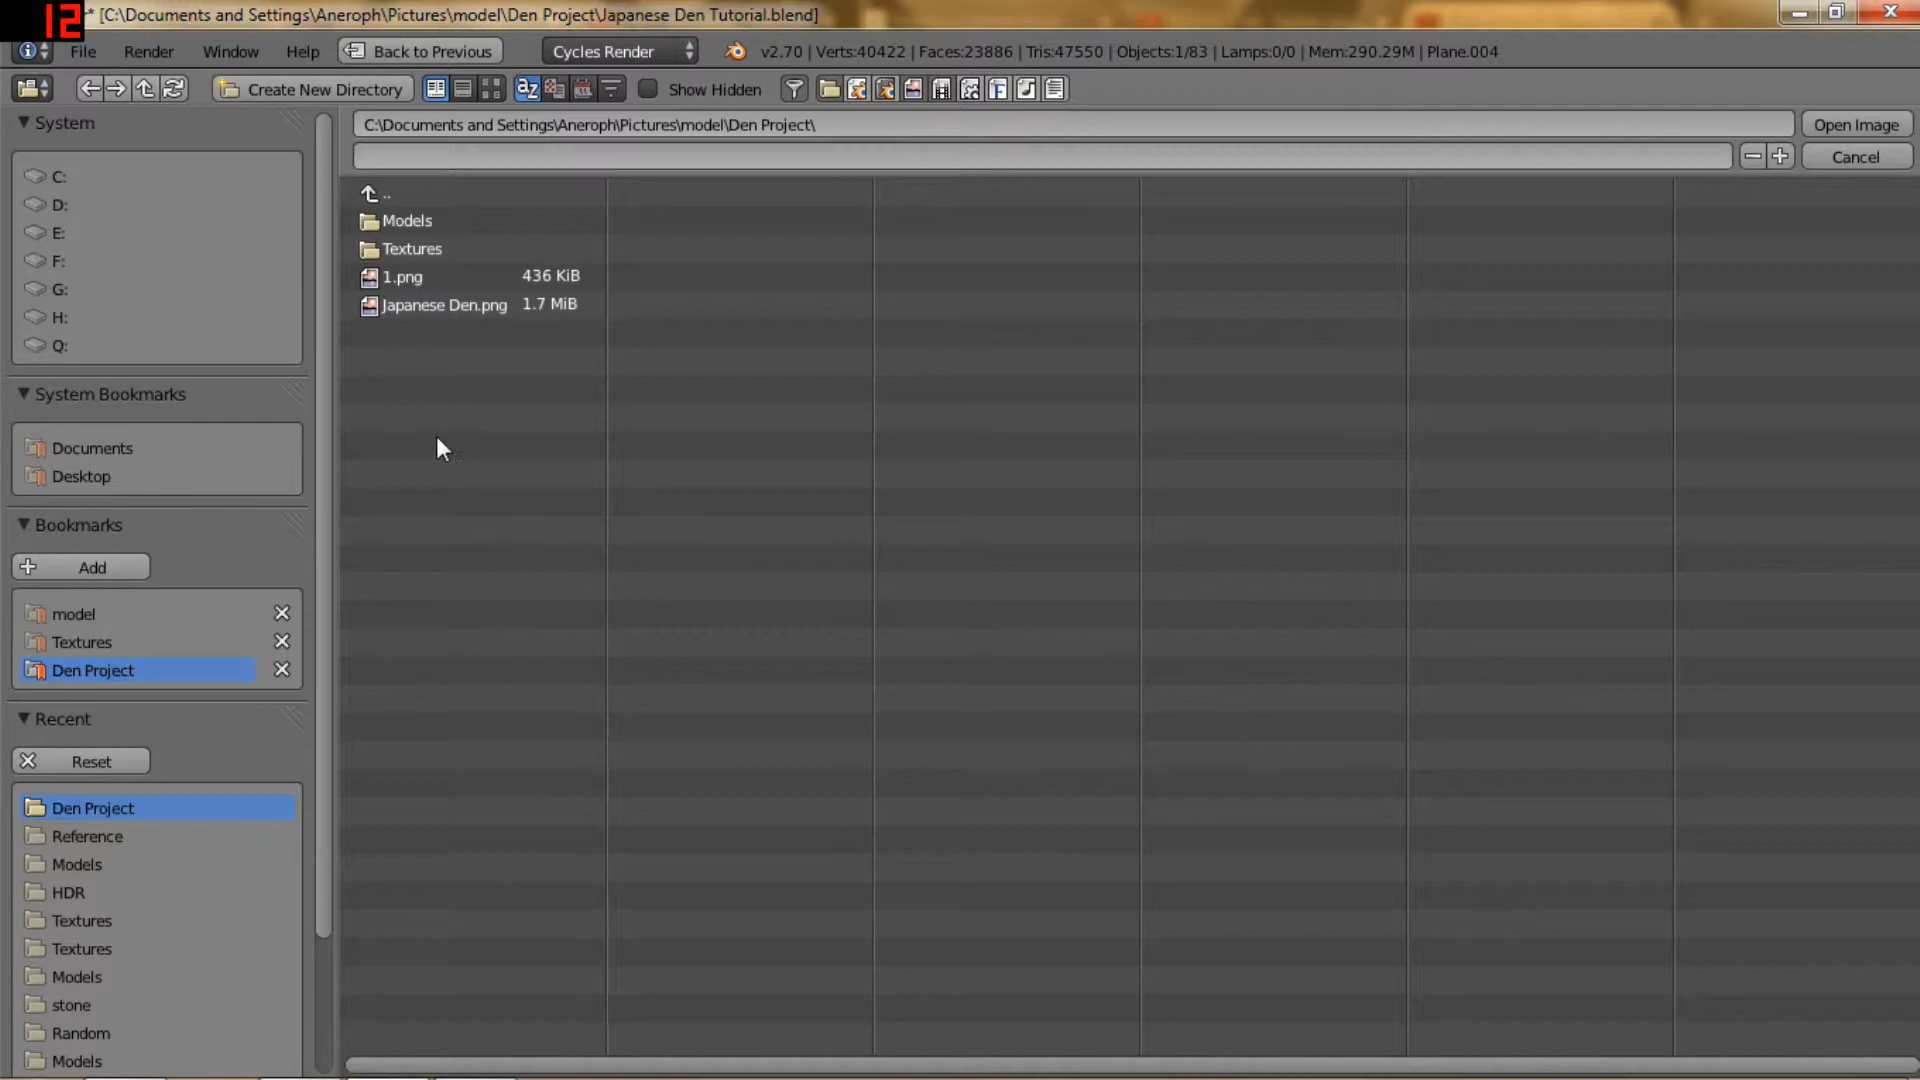 12
* [C:\Documents and Settings\Aneroph\Pictures\model\Den Project\Japanese Den Tutorial.blend]
File Render Window Help Back to Previous Cycles Render v2.70 | Verts:40422 | Faces:23886 | Tris:47550 | Objects:1/83 | Lamps:0/0 | Mem:290.29M | Plane.004
Create New Directory Show Hidden
System
C:
D:
E:
F:
G:
H:
Q:
System Bookmarks
Documents
Desktop
Bookmarks
Add
model
Textures
Den Project
Recent
Reset
Den Project
Reference
Models
HDR
Textures
Textures
Models
stone
Random
Models
C:\Documents and Settings\Aneroph\Pictures\model\Den Project\ Open Image
Cancel
..
Models
Textures
1.png 436 KiB
Japanese Den.png 1.7 MiB